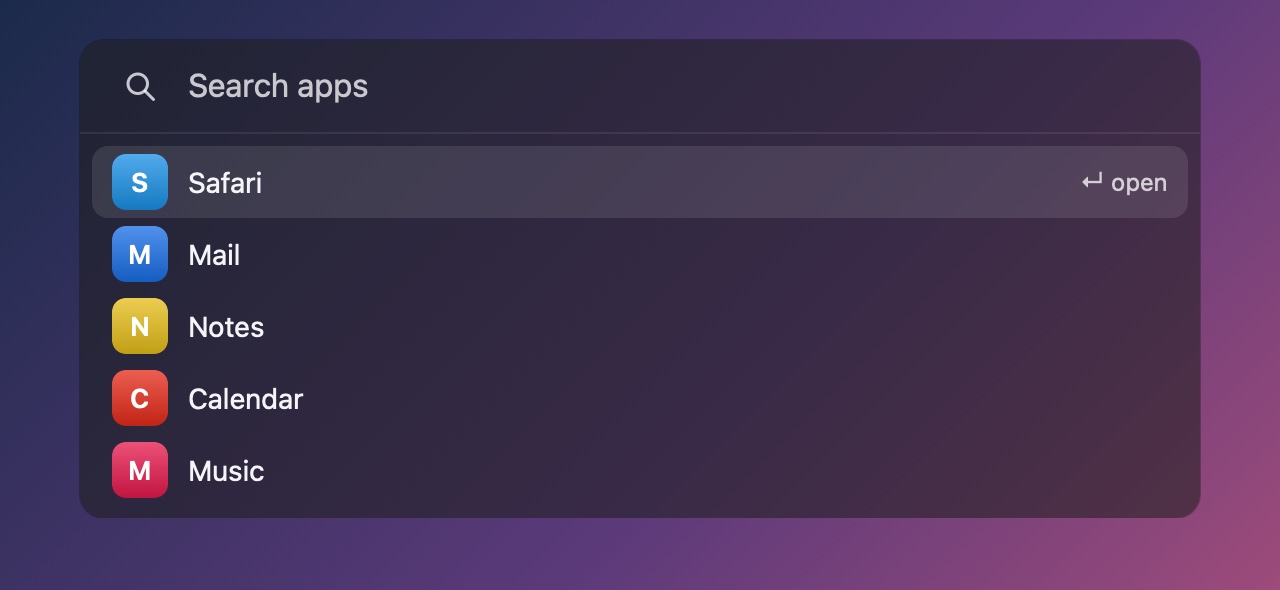 Search apps
S Safari ↵ open
M Mail
N Notes
C Calendar
M Music